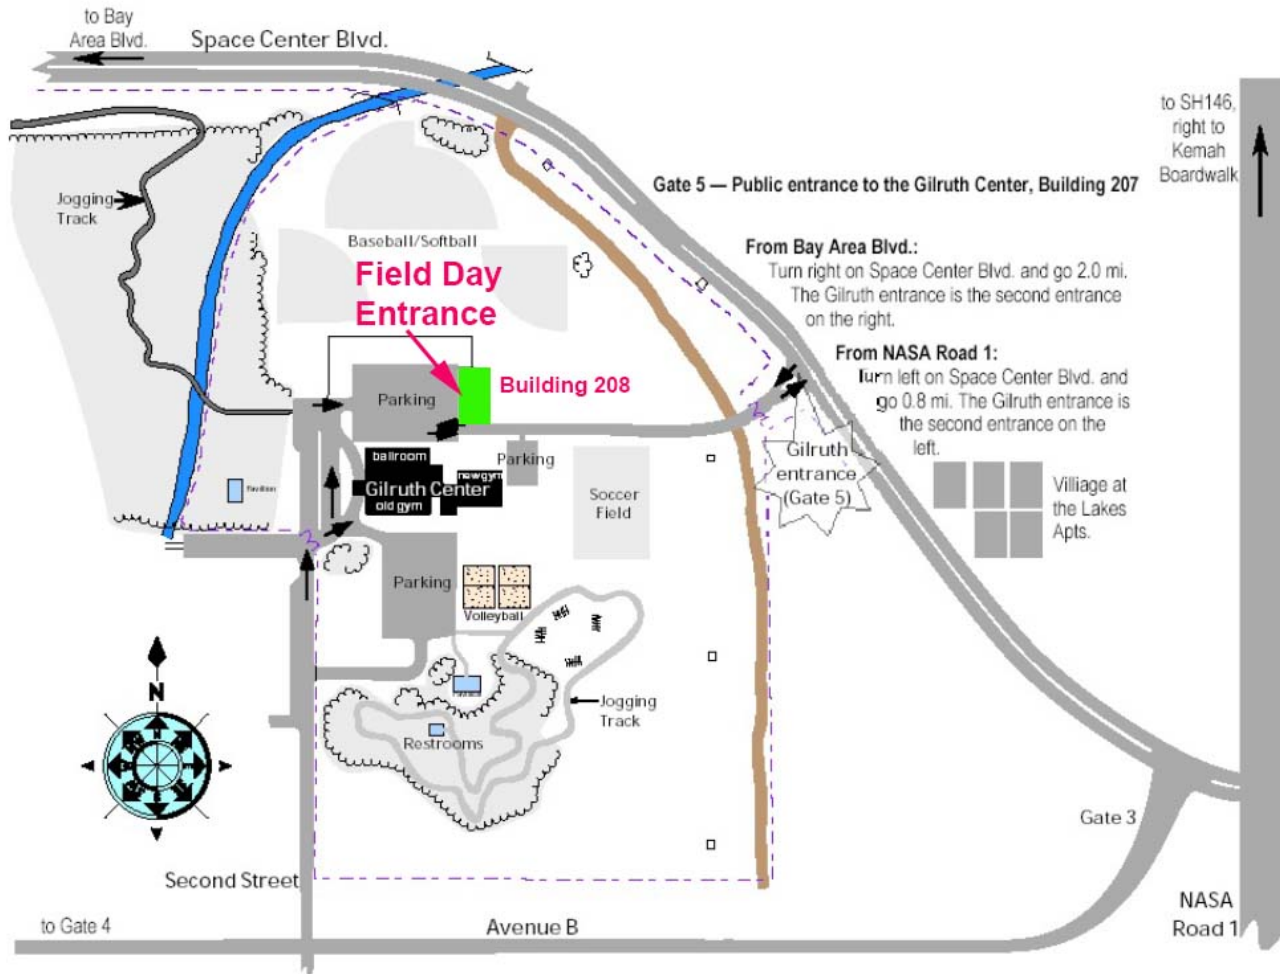 to Bay
Area Blvd.
Space Center Blvd.
to SH146,
right to
Kemah
Boardwalk
Gate 5 — Public entrance to the Gilruth Center, Building 207
Jogging
Track
Baseball/Softball
From Bay Area Blvd.:
Turn right on Space Center Blvd. and go 2.0 mi.
The Gilruth entrance is the second entrance
on the right.
Field Day
Entrance
From NASA Road 1:
Turn left on Space Center Blvd. and
go 0.8 mi. The Gilruth entrance is
the second entrance on the
left.
Building 208
Parking
ballroom
Parking
new gym
Gilruth Center
old gym
Gilruth
entrance
(Gate 5)
Soccer
Field
Villiage at
the Lakes
Apts.
Pavilion
Parking
Volleyball
N
Jogging
Track
Restrooms
Gate 3
Second Street
NASA
Road 1
to Gate 4
Avenue B